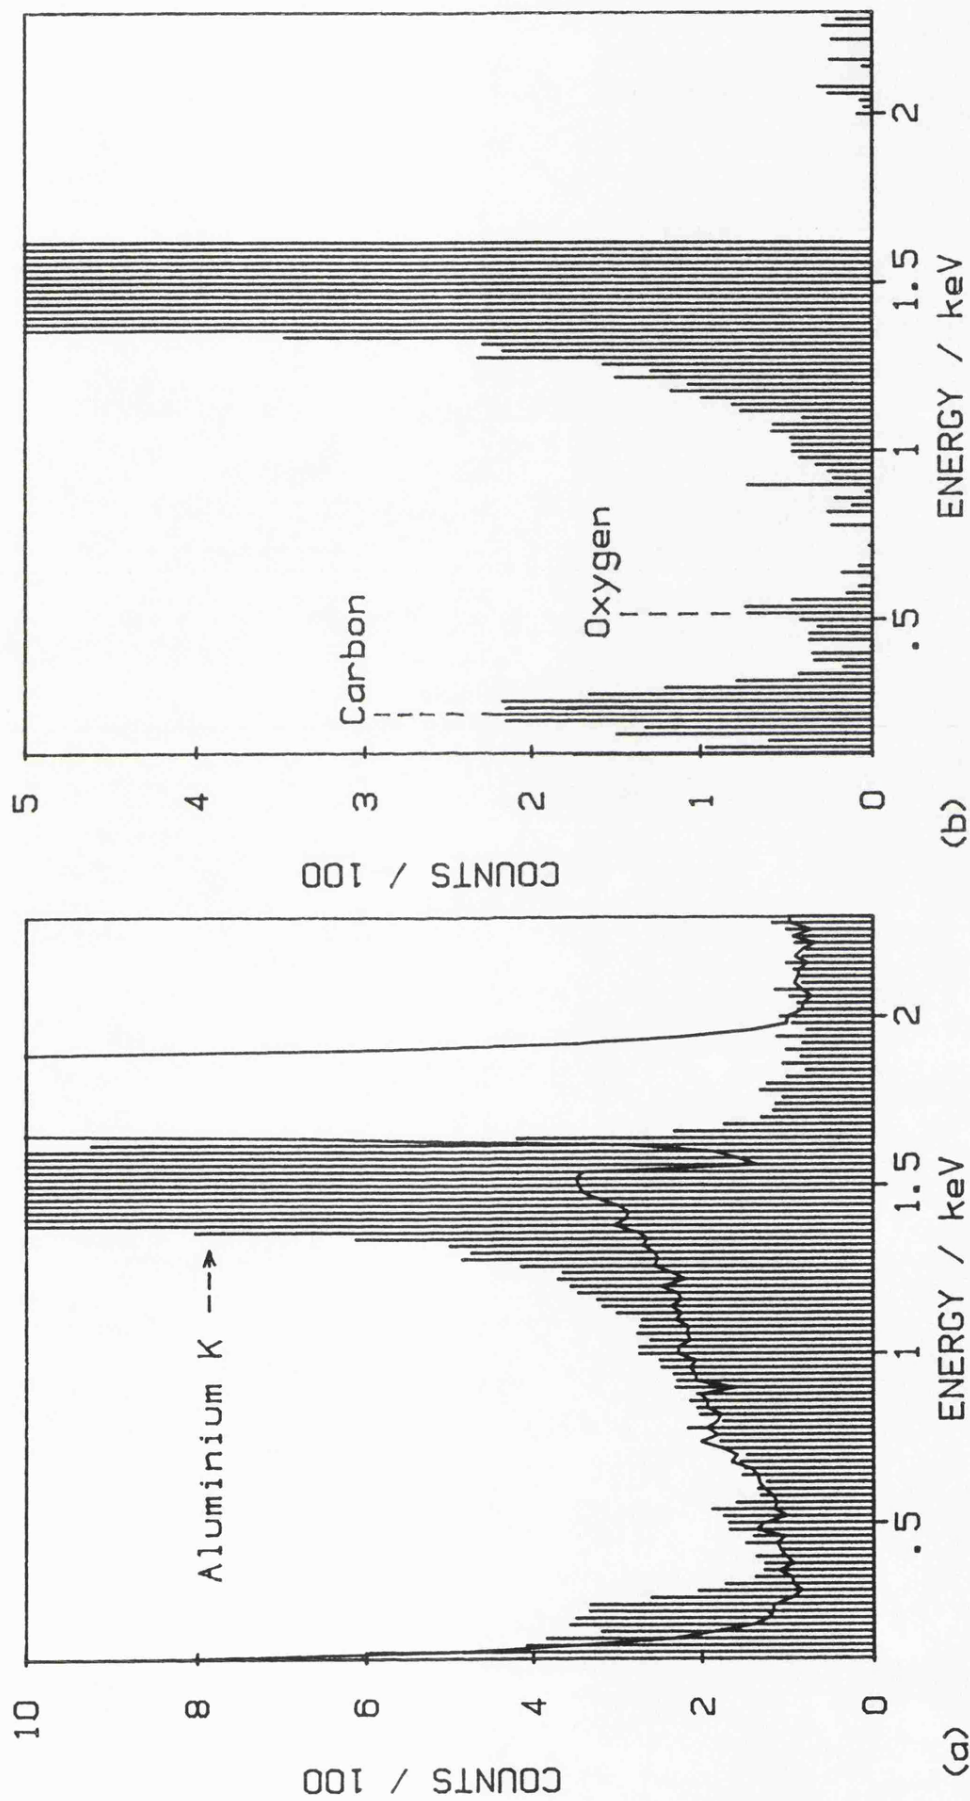 10
8
6
4
2
0
COUNTS / 100
Aluminium K
.5
1
1.5
2
ENERGY / keV
(a)
5
4
3
2
1
0
COUNTS / 100
Carbon
Oxygen
.5
1
1.5
2
ENERGY / keV
(b)